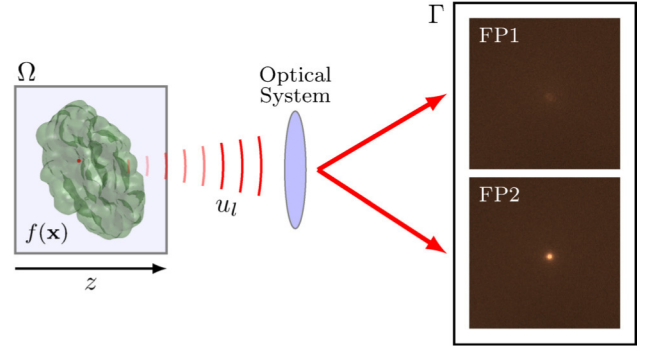 Ω
f(x)
z
u_l
Optical
System
Γ
FP1
FP2